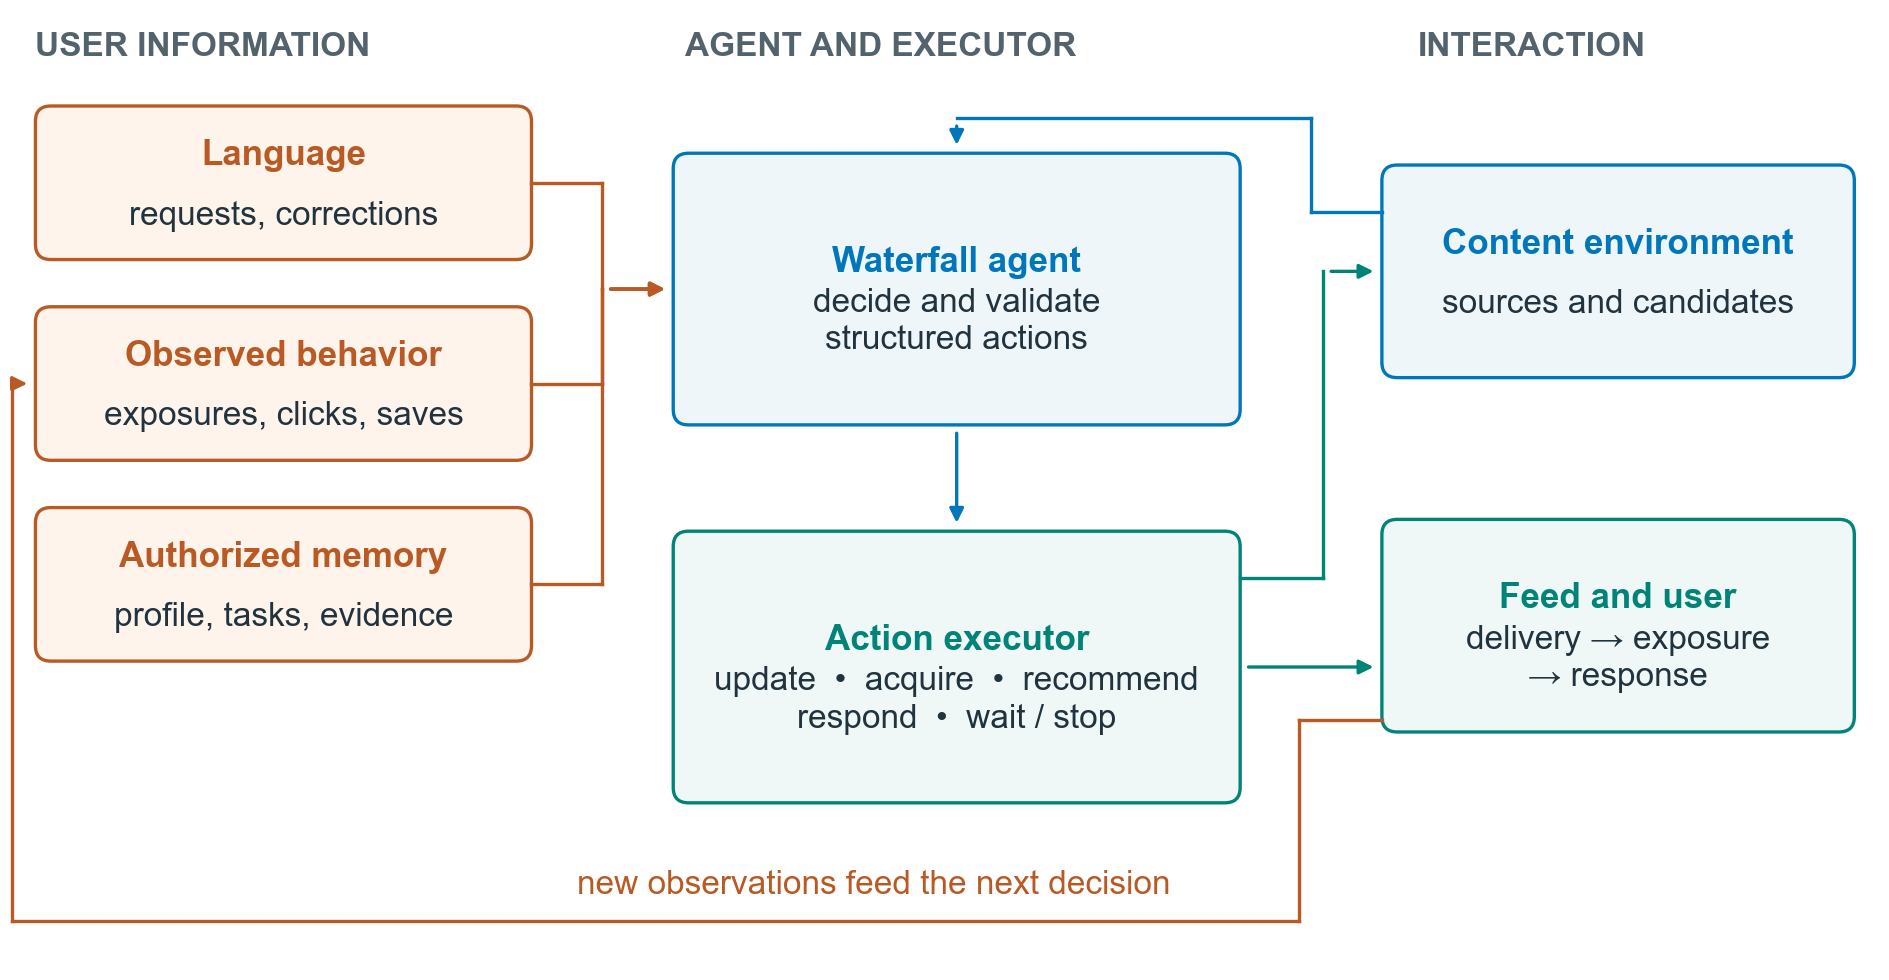 USER INFORMATION
Language
requests, corrections
Observed behavior
exposures, clicks, saves
Authorized memory
profile, tasks, evidence
AGENT AND EXECUTOR
Waterfall agent
decide and validate
structured actions
Action executor
update • acquire • recommend
respond • wait / stop
INTERACTION
Content environment
sources and candidates
Feed and user
delivery → exposure
→ response
new observations feed the next decision